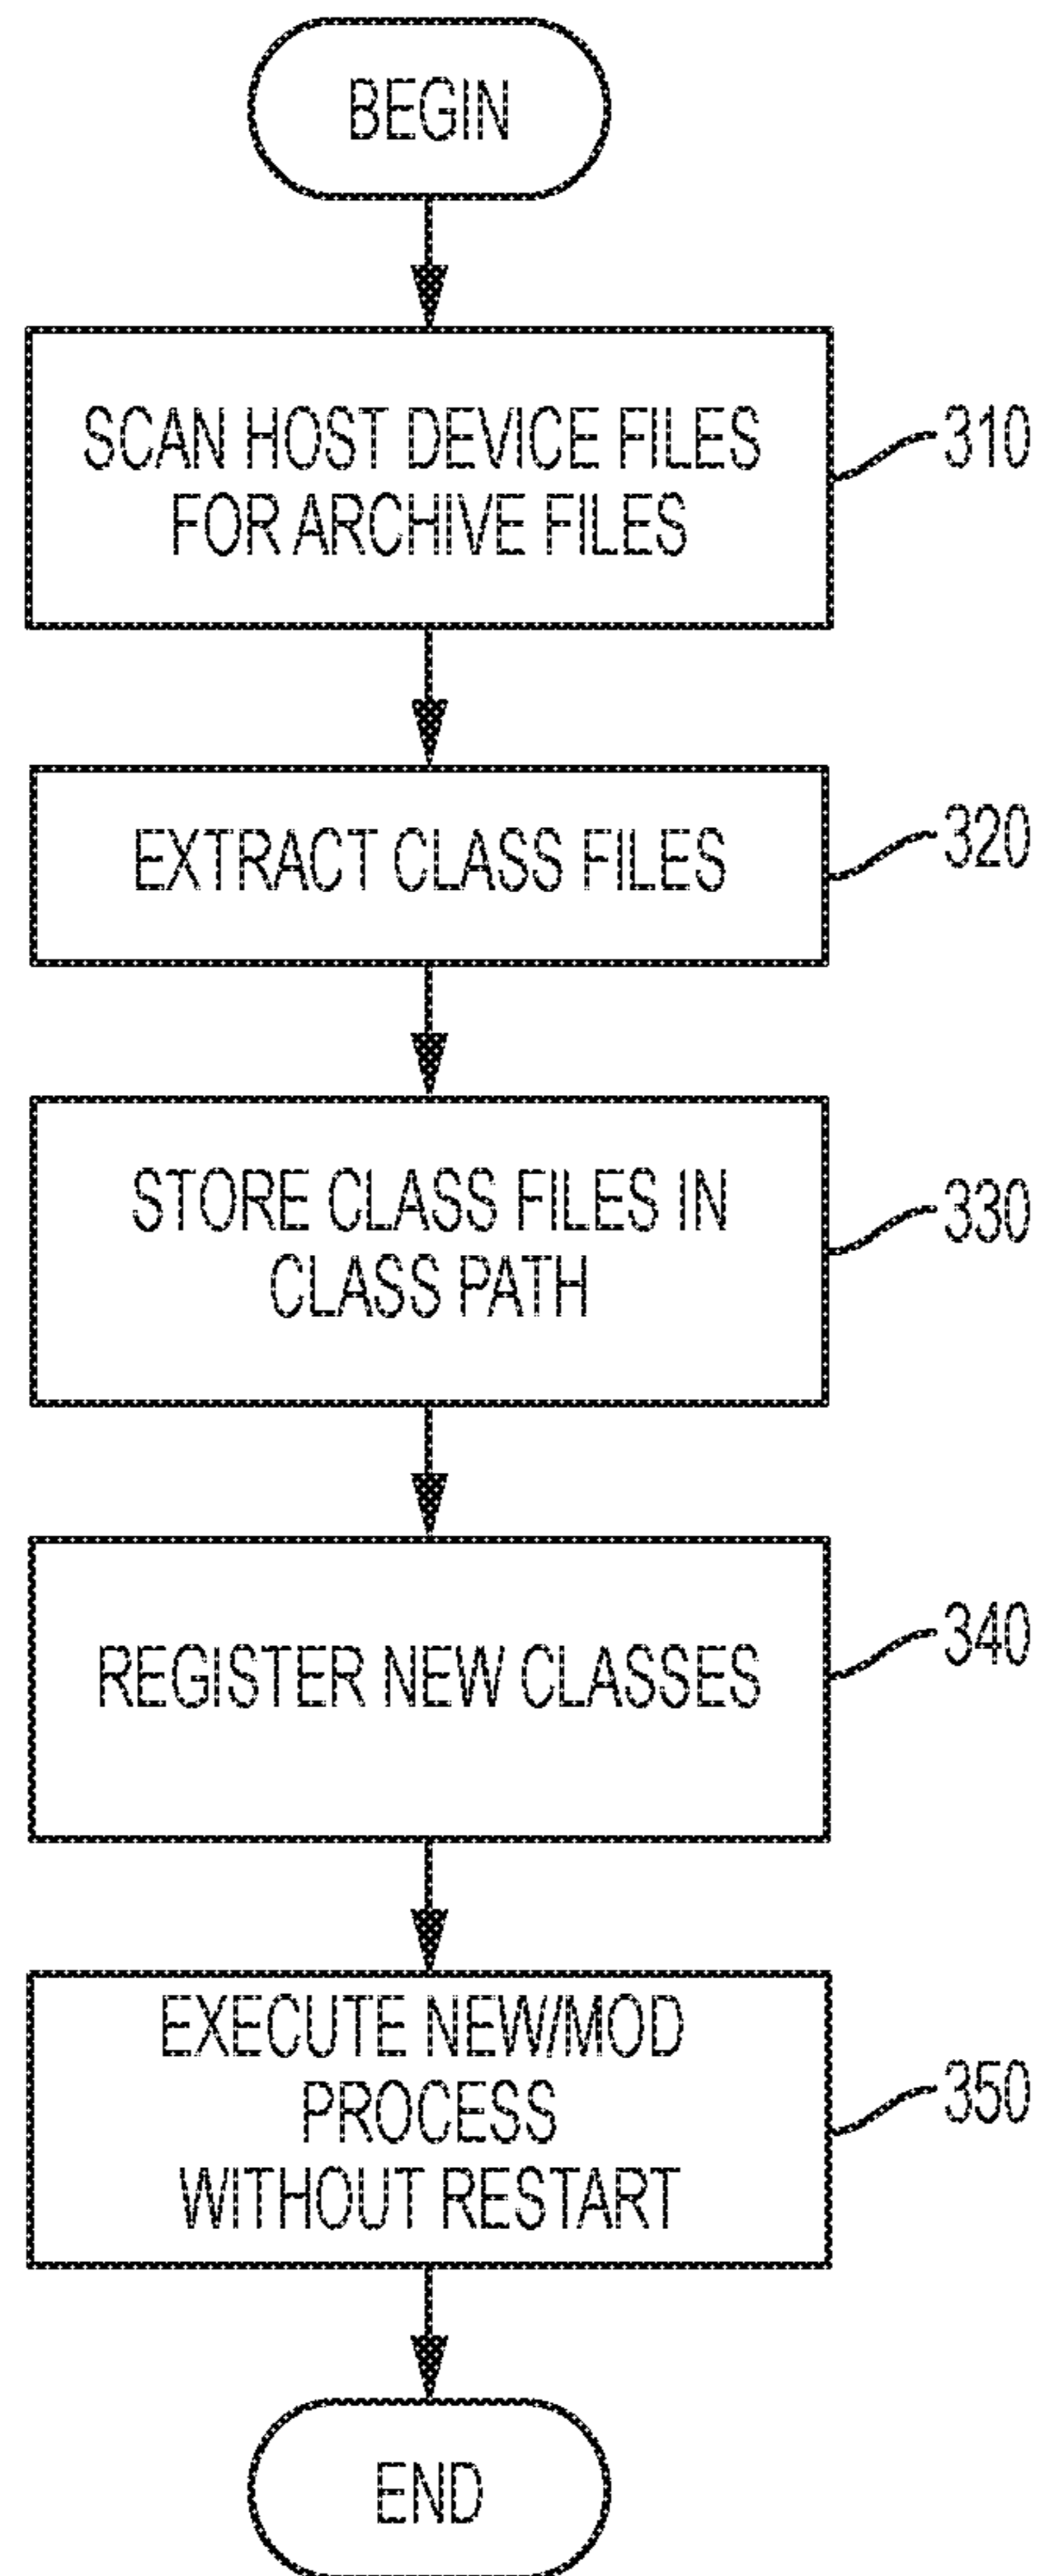 BEGIN
SCAN HOST DEVICE FILES
FOR ARCHIVE FILES
310
EXTRACT CLASS FILES
320
STORE CLASS FILES IN
CLASS PATH
330
REGISTER NEW CLASSES
340
EXECUTE NEW/MOD
PROCESS
WITHOUT RESTART
350
END